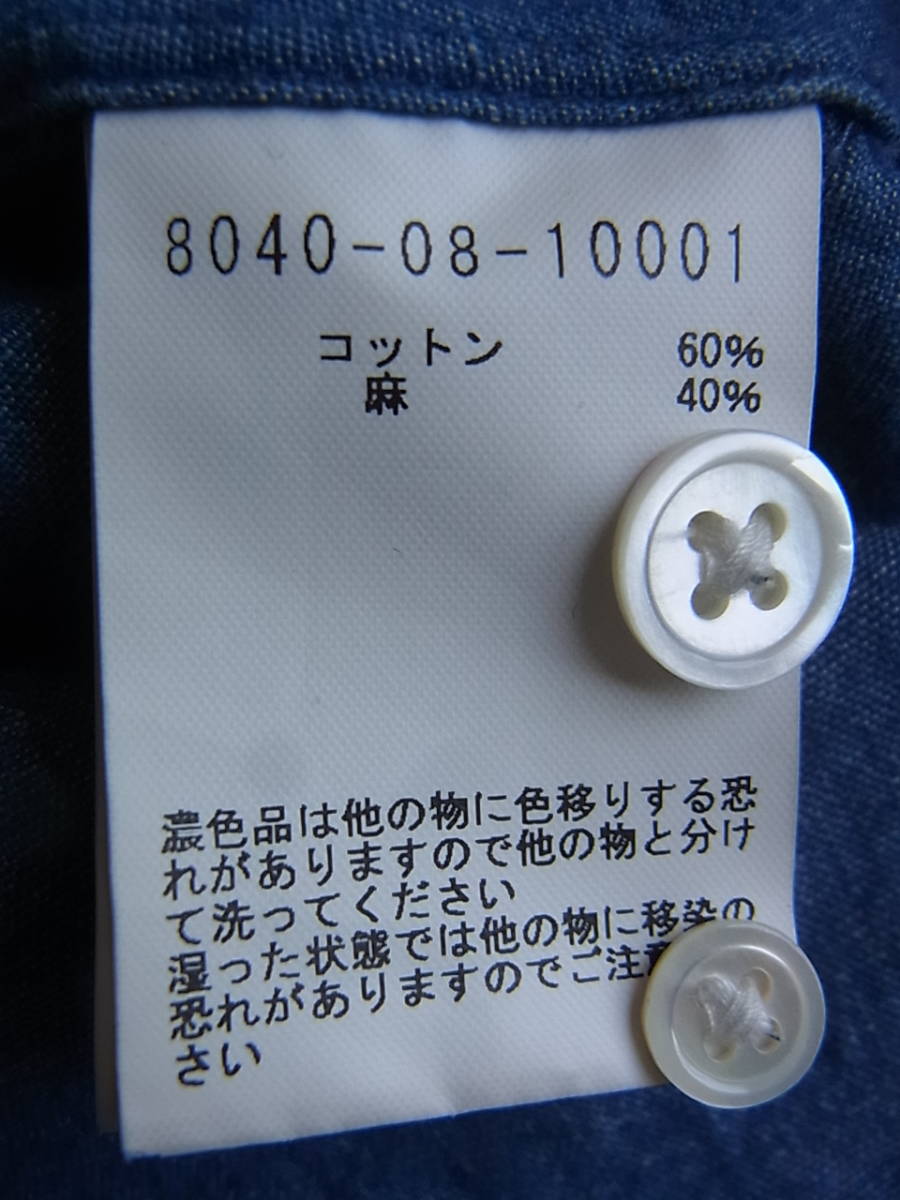 8040-08-10001
コットン 60%
麻 40%
濃色品は他の物に色移りする恐
れがありますので他の物と分け
て洗ってください
湿った状態では他の物に移染の
恐れがありますのでご注意
さい